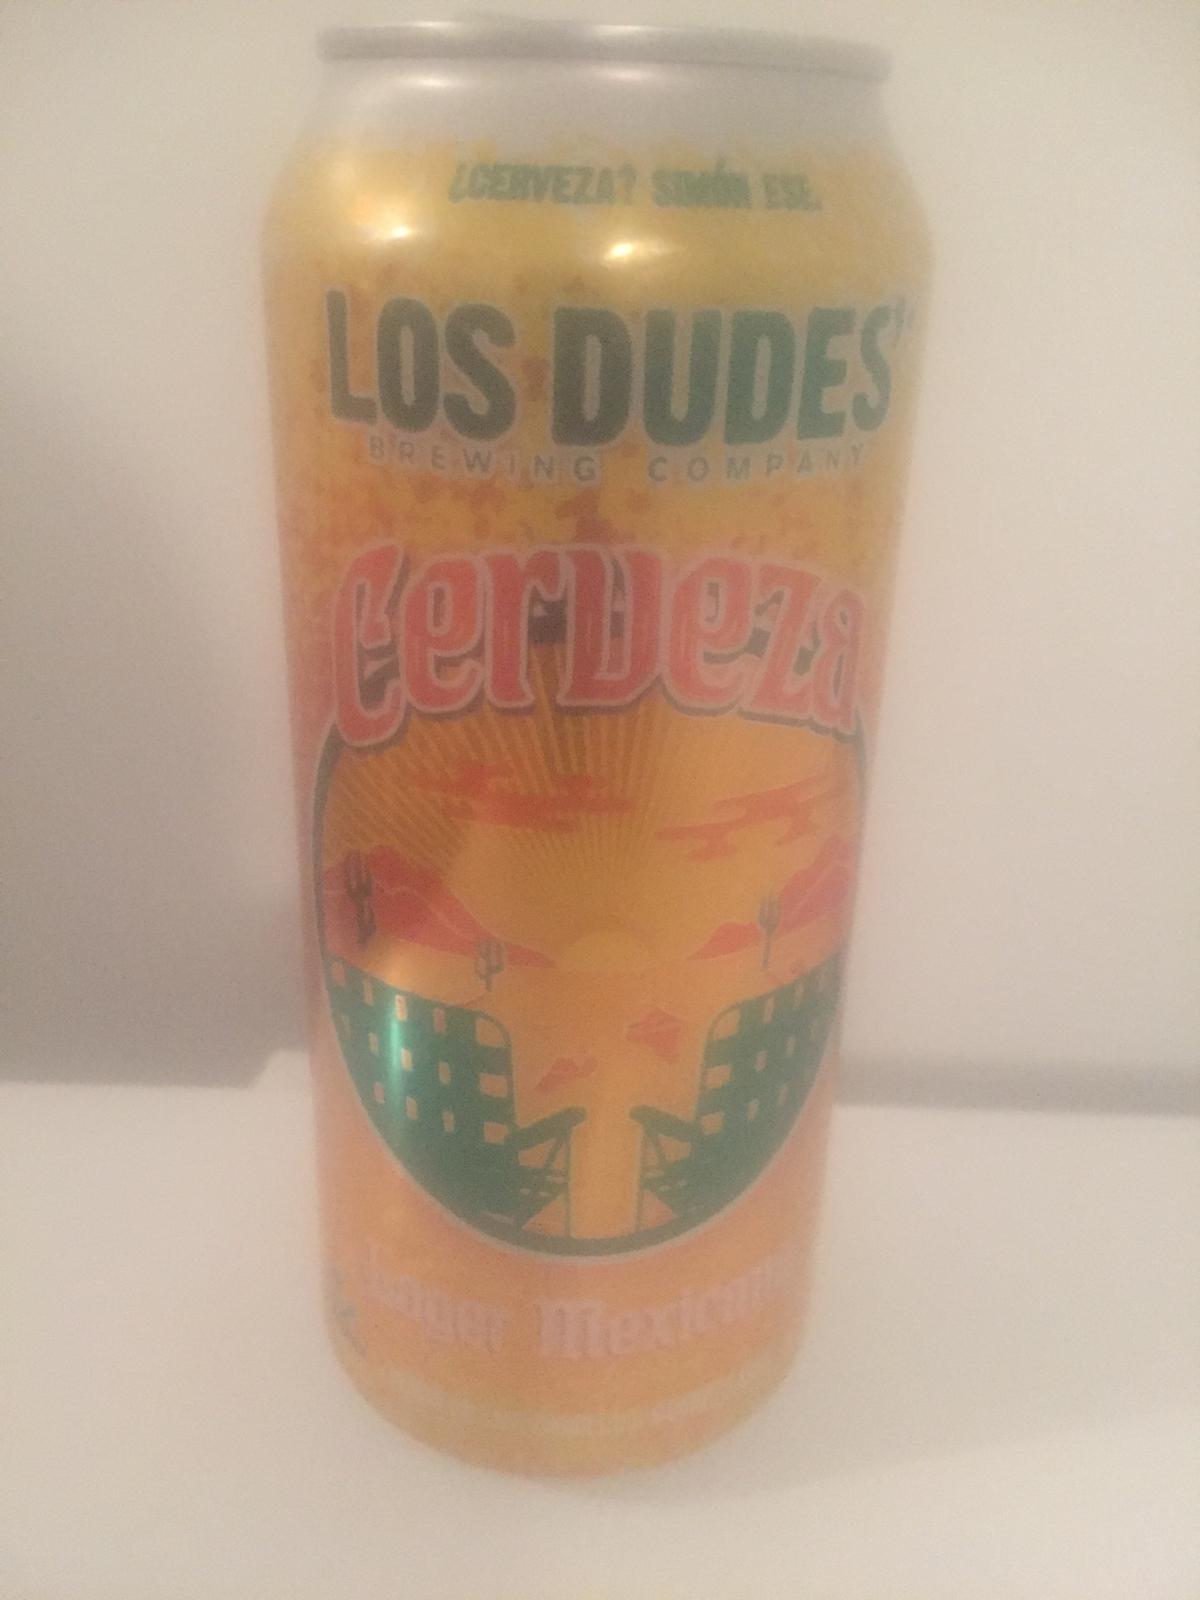 ¿CERVEZA? SIMÓN ESE.
LOS DUDES'
BREWING COMPANY
Cerveza
Lager Mexicana